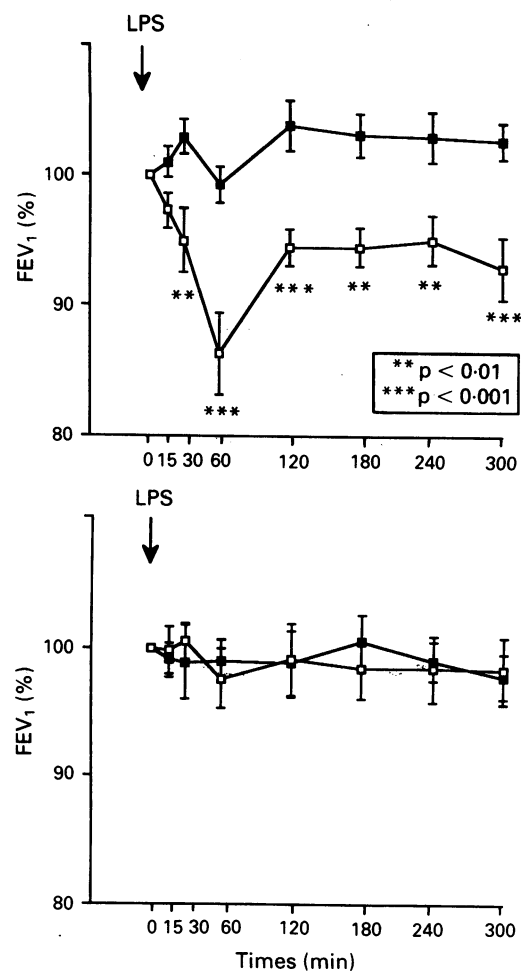 LPS
100
90
80
FEV₁ (%)
** *** *** ** ** ***
** p < 0·01
*** p < 0·001
0 15 30 60 120 180 240 300
LPS
100
90
80
FEV₁ (%)
0 15 30 60 120 180 240 300
Times (min)